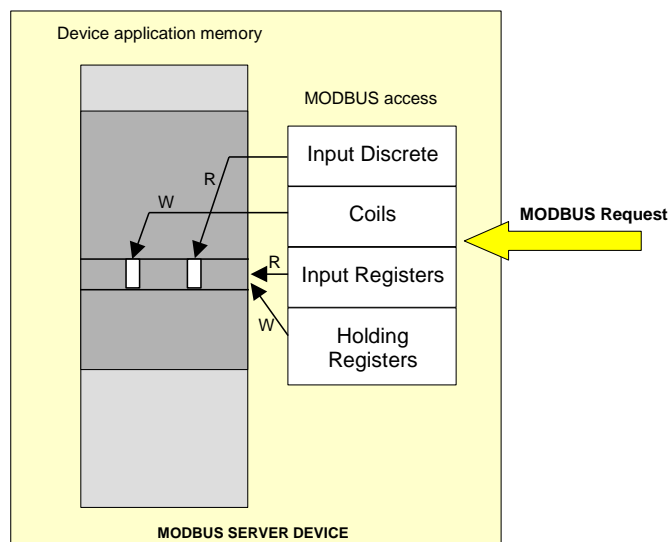 Device application memory
MODBUS access
Input Discrete
R
Coils
W
MODBUS Request
R
Input Registers
W
Holding
Registers
MODBUS SERVER DEVICE